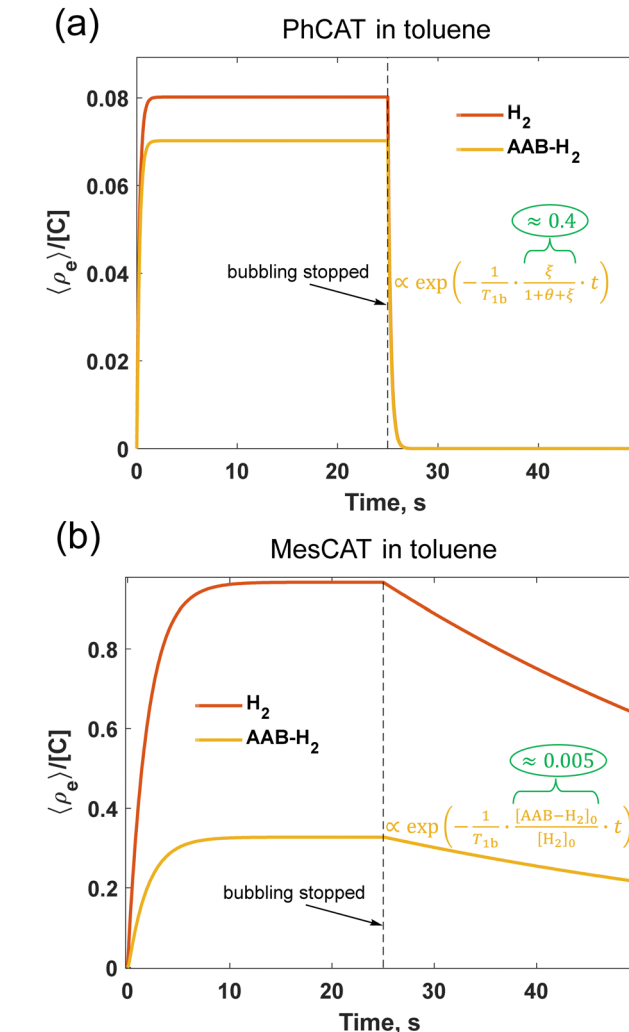 (a)
PhCAT in toluene
0.08
0.06
0.04
0.02
0
⟨ρe⟩/[C]
H2
AAB-H2
≈ 0.4
bubbling stopped
∝ exp(−1/T1b · ξ/1+θ+ξ · t)
0 10 20 30 40
Time, s
(b)
MesCAT in toluene
0.8
0.6
0.4
0.2
0
⟨ρe⟩/[C]
H2
AAB-H2
≈ 0.005
∝ exp(−1/T1b · [AAB−H2]0/[H2]0 · t)
bubbling stopped
0 10 20 30 40
Time, s